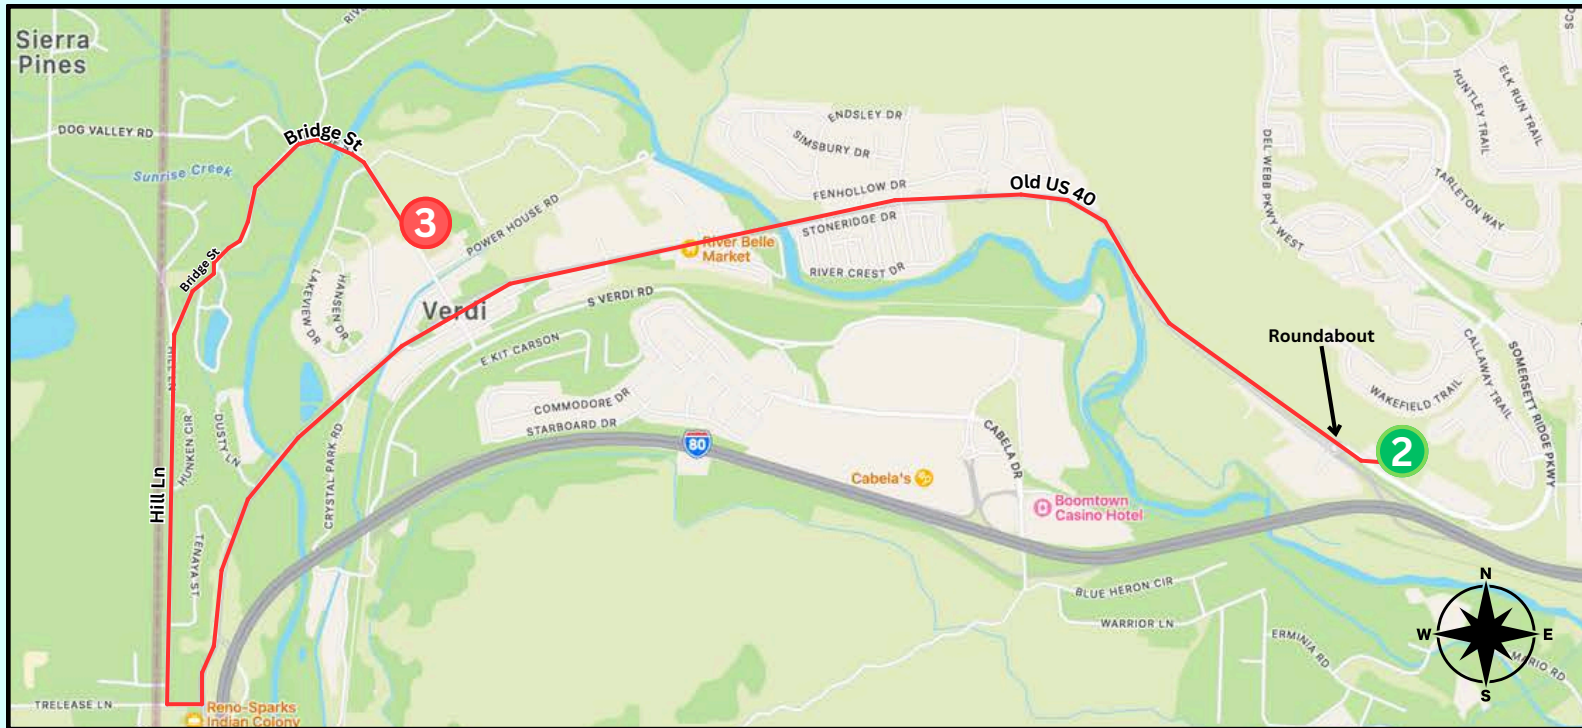 Sierra
Pines
DOG VALLEY RD
Bridge St
Sunrise Creek
Bridge St
3
POWER HOUSE RD
LAKEVIEW DR
HANSEN DR
Verdi
HILL LN
HUNKEN CIR
DUSTY LN
Hill Ln
TENAYA ST
CRYSTAL PARK RD
TRELEASE LN
Reno-Sparks
Indian Colony
ENDSLEY DR
SIMSBURY DR
FENHOLLOW DR
Old US 40
STONERIDGE DR
River Belle
Market
RIVER CREST DR
S VERDI RD
E KIT CARSON
COMMODORE DR
STARBOARD DR
80
Cabela's
CABELA DR
Boomtown
Casino Hotel
BLUE HERON CIR
WARRIOR LN
ERMINIA RD
MARIO RD
DEL WEBB PKWY WEST
HUNTLEY TRAIL
ELK RUN TRAIL
TARLETON WAY
Roundabout
WAKEFIELD TRAIL
CALLAWAY TRAIL
SOMERSETT RIDGE PKWY
2
N
W
E
S